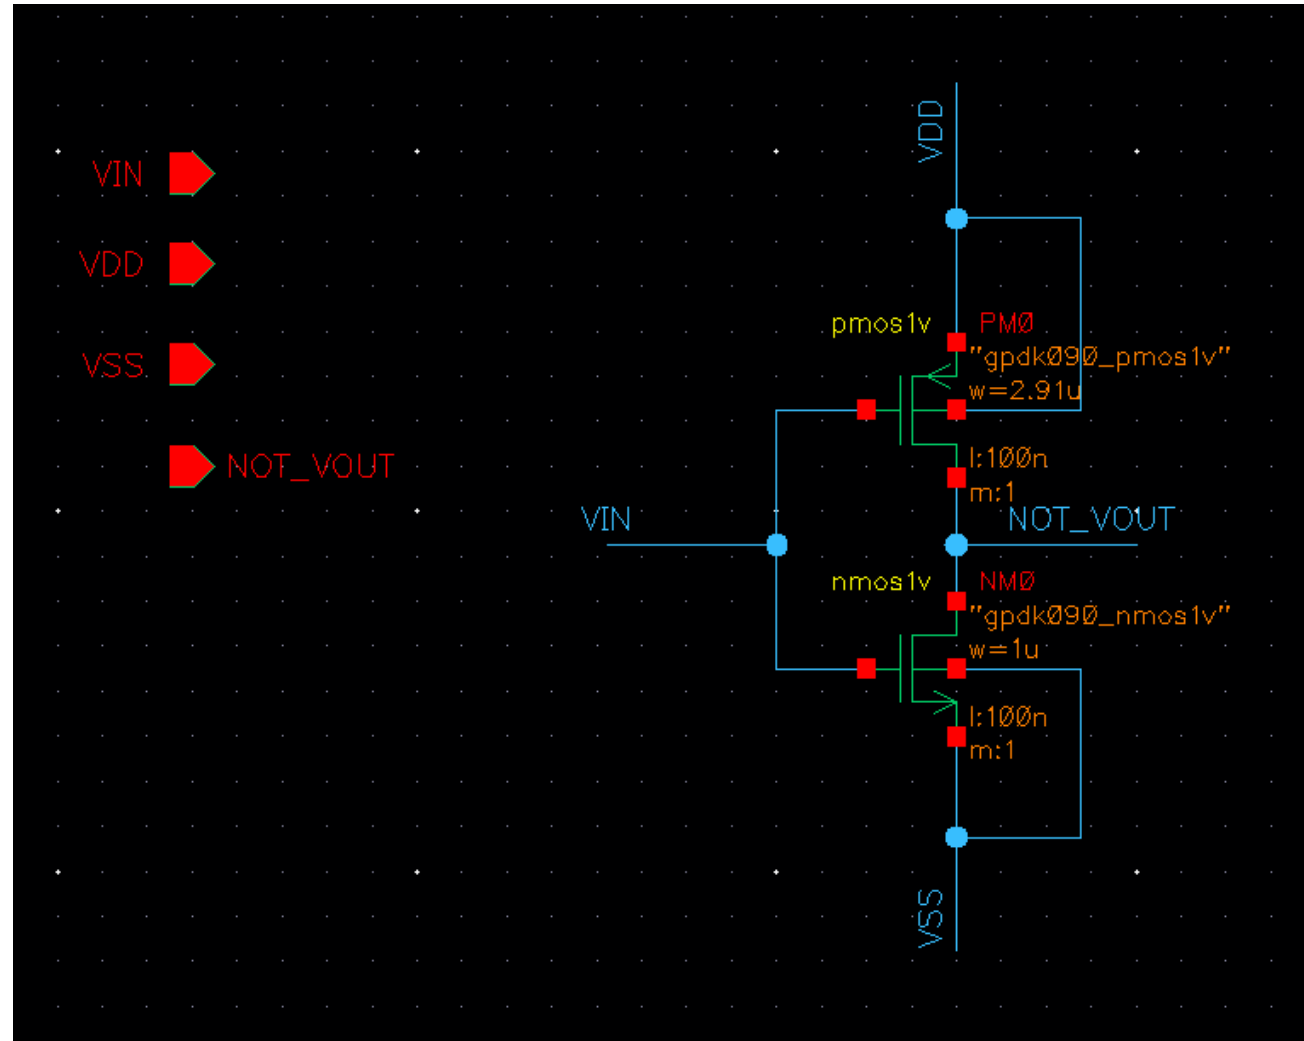 VIN
VDD
VSS
NOT_VOUT
VDD
pmos1v
PM0
"gpdk090_pmos1v"
w=2.91u
l:100n
m:1
VIN
NOT_VOUT
nmos1v
NM0
"gpdk090_nmos1v"
w=1u
l:100n
m:1
VSS